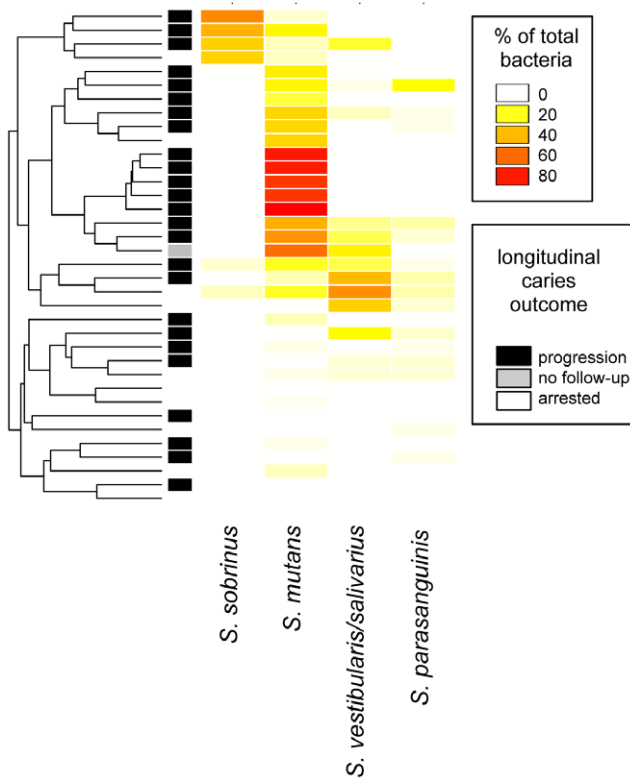 % of total
bacteria
0
20
40
60
80
longitudinal
caries
outcome
progression
no follow-up
arrested
S. sobrinus
S. mutans
S. vestibularis/salivarius
S. parasanguinis